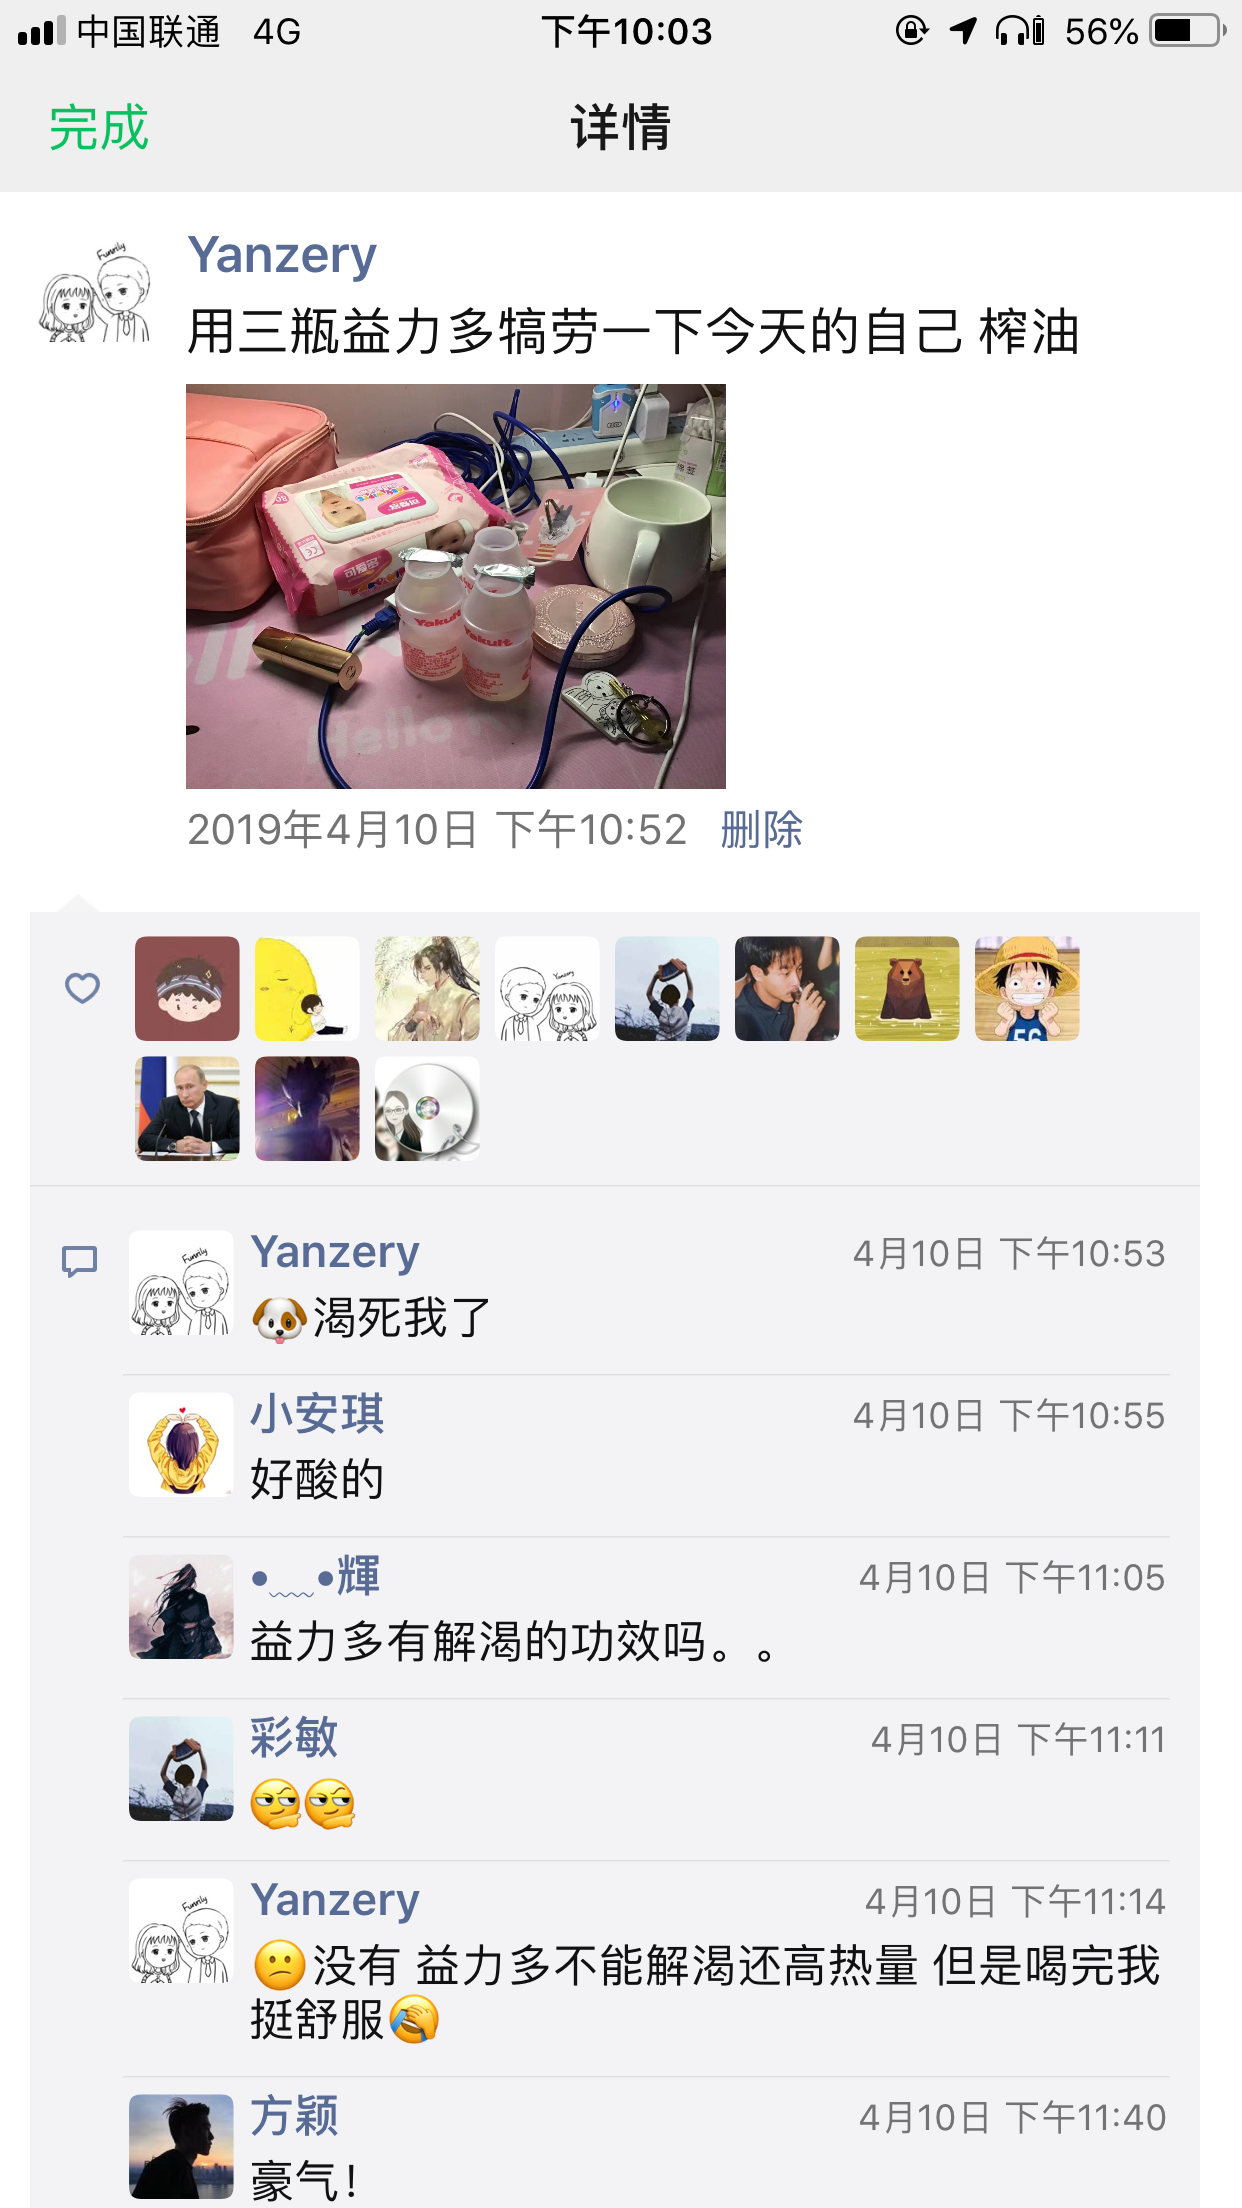 中国联通 4G 下午10:03 56%
完成 详情
Yanzery
用三瓶益力多犒劳一下今天的自己 榨油
可爱多
Yakult
Yakult
Hello
2019年4月10日 下午10:52 删除
Yanzery 4月10日 下午10:53
渴死我了
小安琪 4月10日 下午10:55
好酸的
•﹏•輝 4月10日 下午11:05
益力多有解渴的功效吗。。
彩敏 4月10日 下午11:11
Yanzery 4月10日 下午11:14
没有 益力多不能解渴还高热量 但是喝完我
挺舒服
方颖 4月10日 下午11:40
豪气！